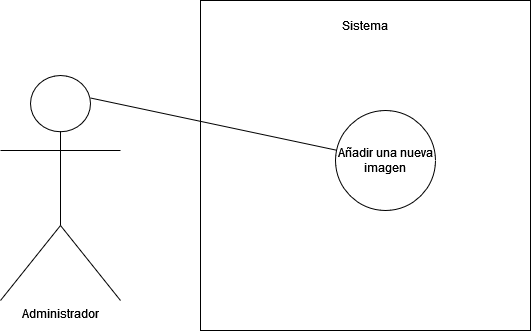 Sistema
Añadir una nueva
imagen
Administrador